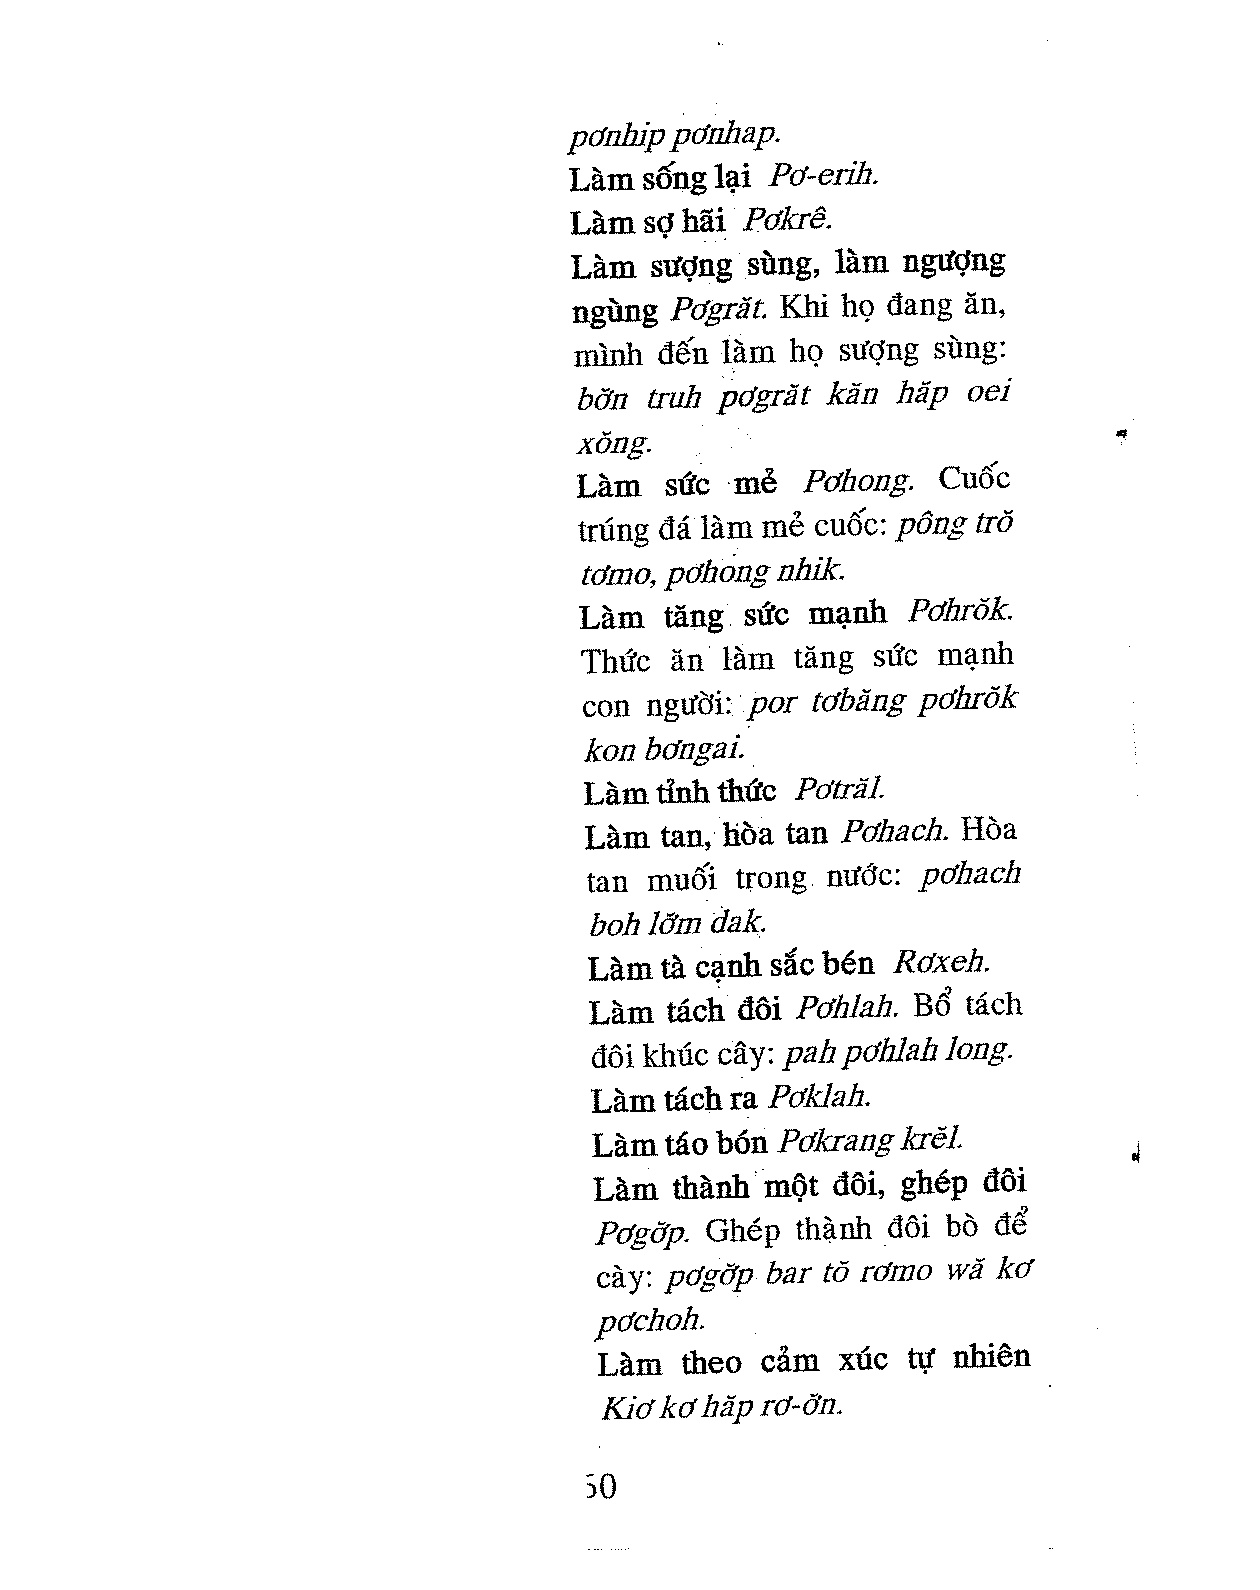 pơnhip pơnhap.
Làm sống lại Pơ-erih.
Làm sợ hãi Pơkrê.
Làm sượng sùng, làm ngượng
ngùng Pơgrăt. Khi họ đang ăn,
mình đến làm họ sượng sùng:
bơ̆n truh pơgrăt kăn hăp oei
xŏng.
Làm sức mẻ Pơhong. Cuốc
trúng đá làm mẻ cuốc: pông trŏ
tơmo, pơhong nhik.
Làm tăng sức mạnh Pơhrŏk.
Thức ăn làm tăng sức mạnh
con người: por tơbăng pơhrŏk
kon bơngai.
Làm tỉnh thức Pơtrăl.
Làm tan, hòa tan Pơhach. Hòa
tan muối trong nước: pơhach
boh lơ̆m dak.
Làm tà cạnh sắc bén Rơxeh.
Làm tách đôi Pơhlah. Bổ tách
đôi khúc cây: pah pơhlah long.
Làm tách ra Pơklah.
Làm táo bón Pơkrang krĕl.
Làm thành một đôi, ghép đôi
Pơgơ̆p. Ghép thành đôi bò để
cày: pơgơ̆p bar tŏ rơmo wă kơ
pơchoh.
Làm theo cảm xúc tự nhiên
Kiơ kơ hăp rơ-ơ̆n.